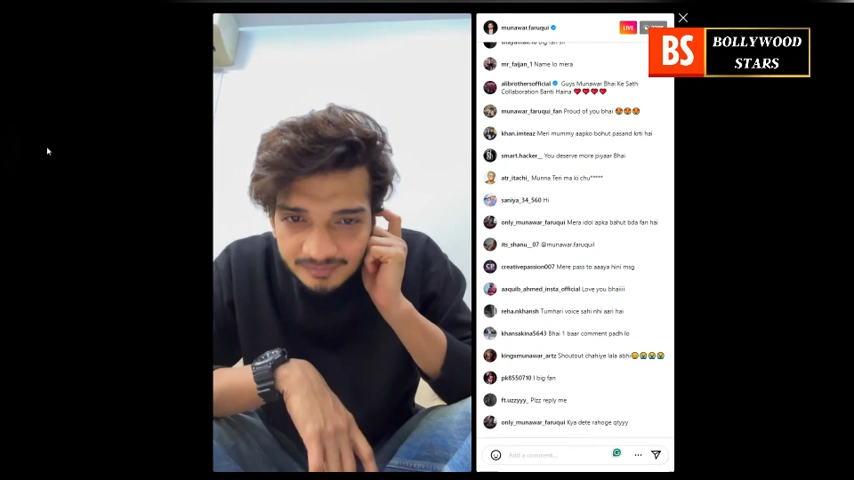 munawar.faruqui
LIVE
BS
BOLLYWOOD
STARS
mr_faijan_1 Name lo mera
alibrothersofficial Guys Munawar Bhai Ke Sath
Collaboration Banti Haina ❤️❤️❤️❤️
munawar_faruqui_fan Proud of you bhai 😍😍😍
khan.imteaz Meri mummy aapko bohut pasand krti hai
smart.hacker__ You deserve more piyaar Bhai
atr_itachi_ Munna Teri ma ki chu*****
saniya_34_560 Hi
only_munawar_faruqui Mera idol apka bahut bda fan hai
its_shanu__07 @munawar.faruquil
creativepassion007 Mere pass to aaaya hini msg
aaquib_ahmed_insta_official Love you bhaiiii
reha.nkhansh Tumhari voice sahi nhi aari hai
khansakina5643 Bhai 1 baar comment padh lo
kingxmunawar_artz Shoutout chahiye lala abhi😔😭😭😭
pk8550710 I big fan
ft.uzzyyy_ Plzz reply me
only_munawar_faruqui Kya dete rahoge qtyyy
Add a comment...